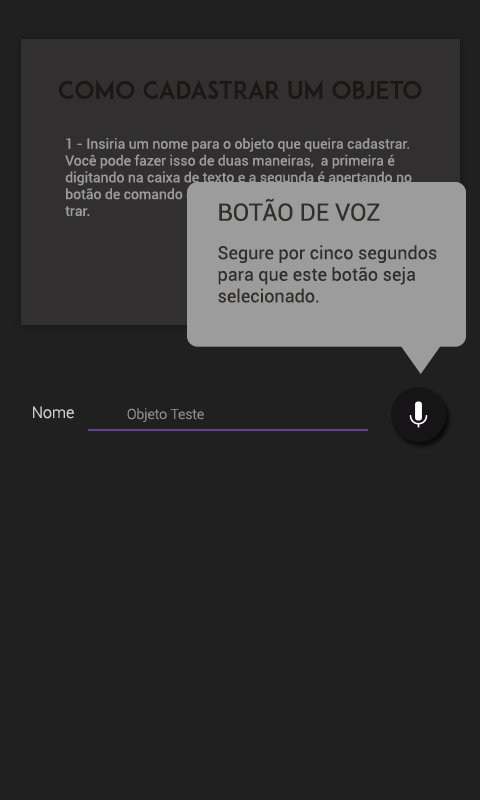 COMO CADASTRAR UM OBJETO
1 - Insiria um nome para o objeto que queira cadastrar.
Você pode fazer isso de duas maneiras, a primeira é
digitando na caixa de texto e a segunda é apertando no
botão de comando
trar.
BOTÃO DE VOZ
Segure por cinco segundos
para que este botão seja
selecionado.
Nome
Objeto Teste